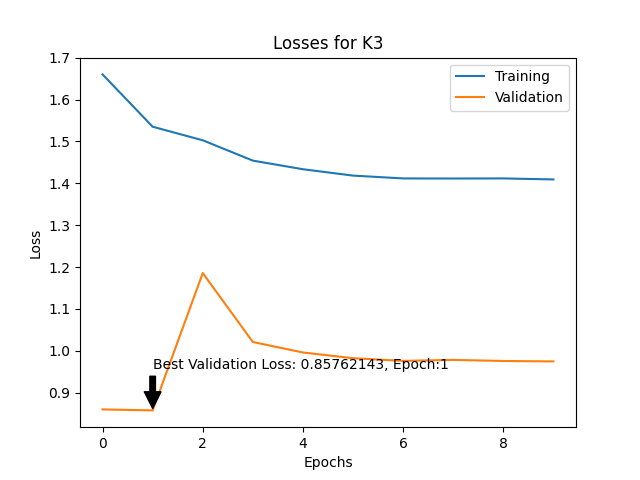 Losses for K3
Training
Validation
1.7
1.6
1.5
1.4
1.3
1.2
1.1
1.0
0.9
Loss
Best Validation Loss: 0.85762143, Epoch:1
0 2 4 6 8
Epochs